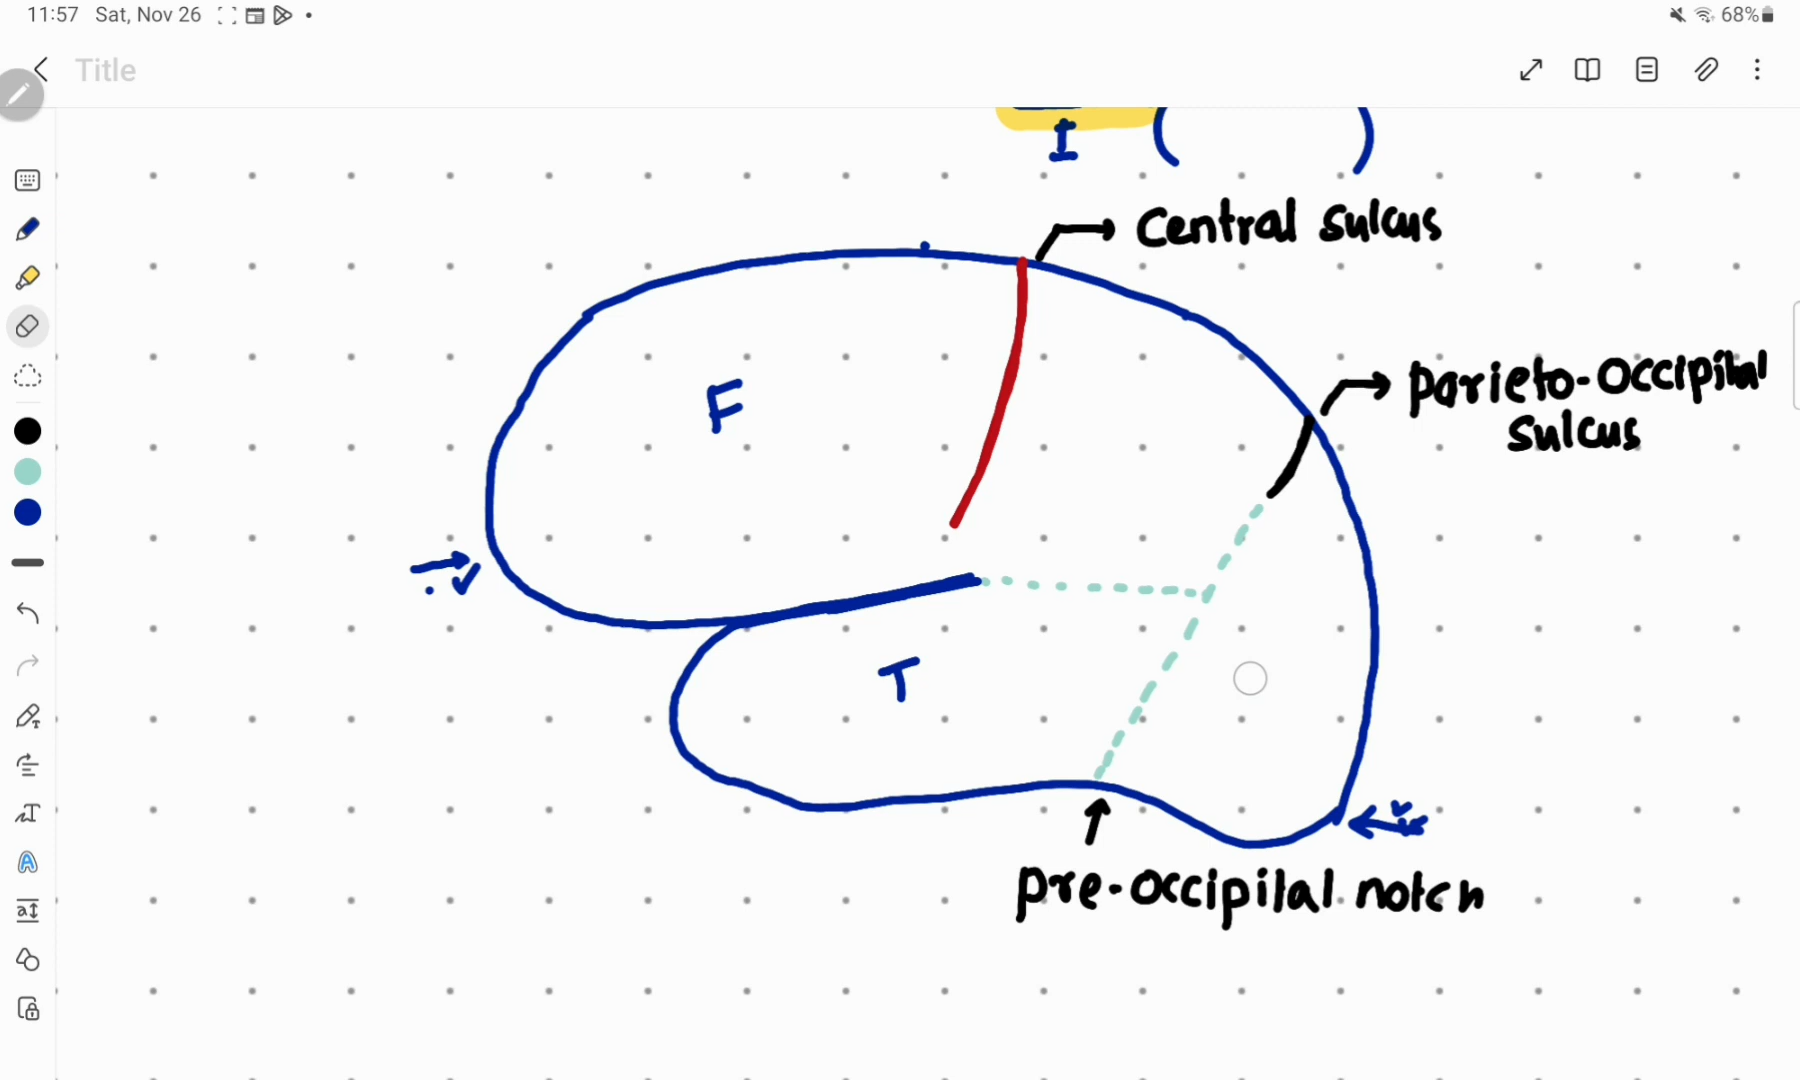 11:57 Sat, Nov 26
68%
Title
I
Central sulcus
F
parieto-occipital
sulcus
T
pre-occipital notch